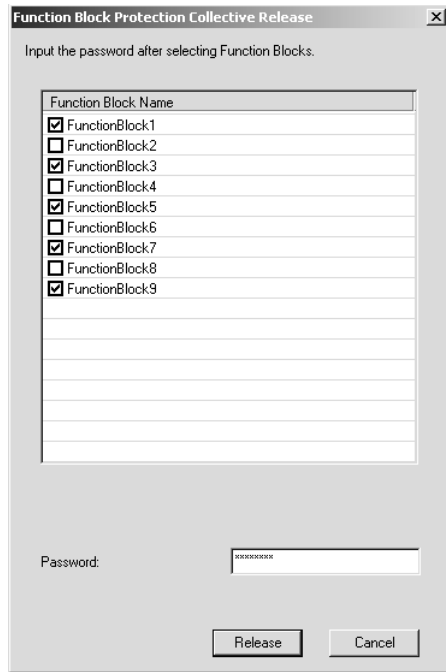 Function Block Protection Collective Release
Input the password after selecting Function Blocks.
Function Block Name
FunctionBlock1
FunctionBlock2
FunctionBlock3
FunctionBlock4
FunctionBlock5
FunctionBlock6
FunctionBlock7
FunctionBlock8
FunctionBlock9
Password: ********
Release Cancel